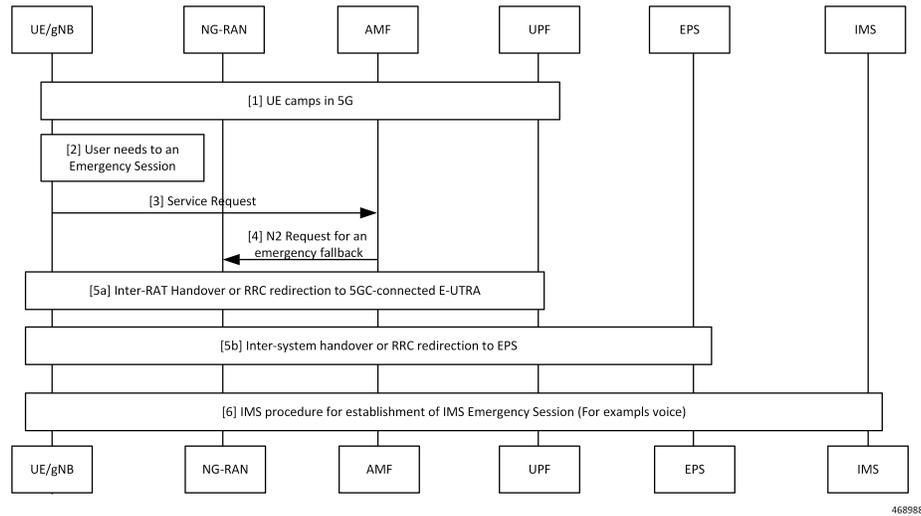 UE/gNB NG-RAN AMF UPF EPS IMS
[1] UE camps in 5G
[2] User needs to an
Emergency Session
[3] Service Request
[4] N2 Request for an
emergency fallback
[5a] Inter-RAT Handover or RRC redirection to 5GC-connected E-UTRA
[5b] Inter-system handover or RRC redirection to EPS
[6] IMS procedure for establishment of IMS Emergency Session (For exampls voice)
UE/gNB NG-RAN AMF UPF EPS IMS